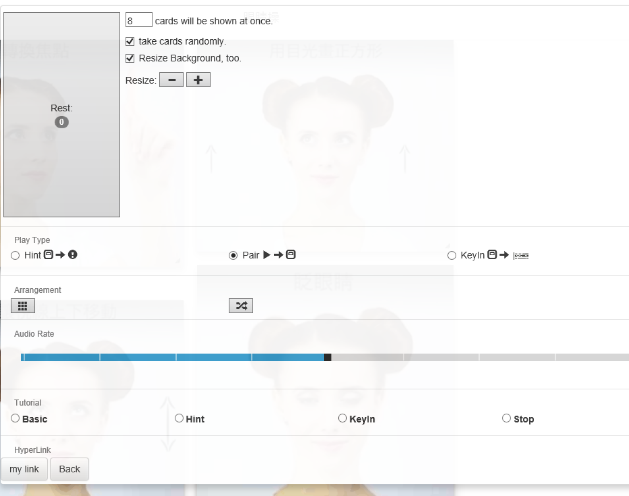 8 cards will be shown at once.
take cards randomly.
Resize Background, too.
Resize:
Rest:
0
Play Type
Hint
Pair
KeyIn
Arrangement
Audio Rate
Tutorial
Basic Hint KeyIn Stop
HyperLink
my link Back